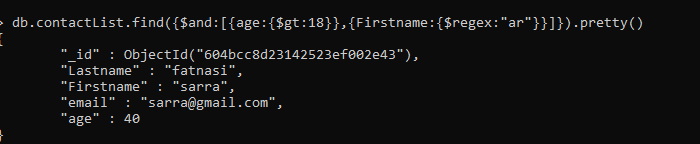 > db.contactList.find({$and:[{age:{$gt:18}},{Firstname:{$regex:"ar"}}]}).pretty()
{
"_id" : ObjectId("604bcc8d23142523ef002e43"),
"Lastname" : "fatnasi",
"Firstname" : "sarra",
"email" : "sarra@gmail.com",
"age" : 40
}